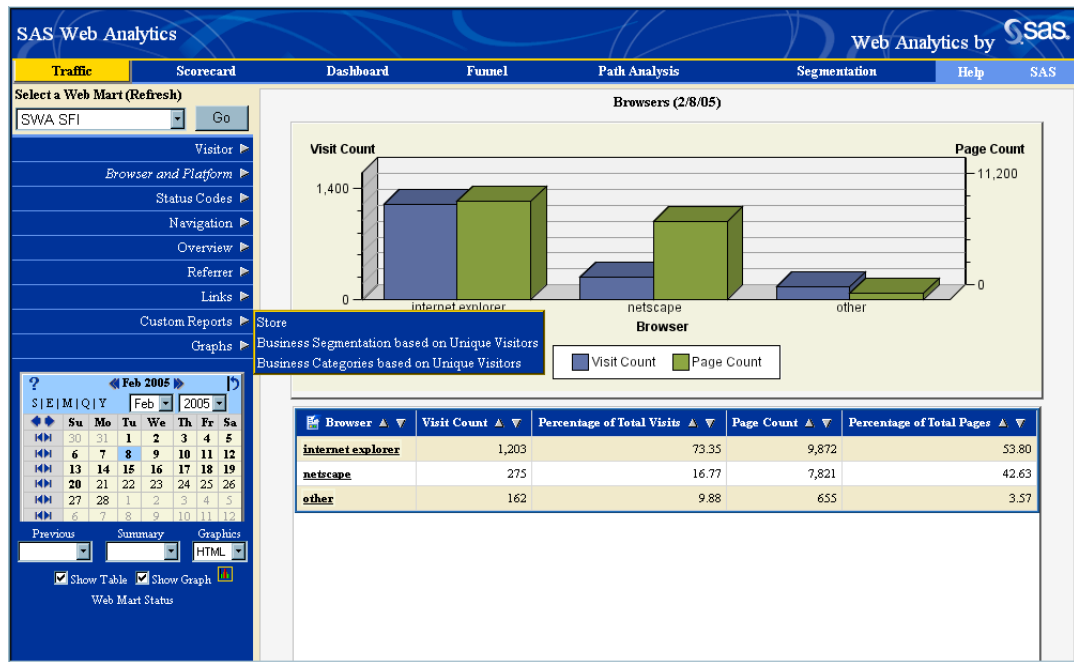 SAS Web Analytics
Web Analytics by sas.
Traffic Scorecard Dashboard Funnel Path Analysis Segmentation Help SAS
Select a Web Mart (Refresh)
SWA SFI Go
Visitor
Browser and Platform
Status Codes
Navigation
Overview
Referrer
Links
Custom Reports
Graphs
Store
Business Segmentation based on Unique Visitors
Business Categories based on Unique Visitors
? Feb 2005
S|E|M|Q|Y Feb 2005
Su Mo Tu We Th Fr Sa
30 31 1 2 3 4 5
6 7 8 9 10 11 12
13 14 15 16 17 18 19
20 21 22 23 24 25 26
27 28 1 2 3 4 5
6 7 8 9 10 11 12
Previous Summary Graphics
HTML
Show Table Show Graph
Web Mart Status
Browsers (2/8/05)
Visit Count Page Count
1,400 11,200
0 0
internet explorer netscape other
Browser
Visit Count Page Count
Browser Visit Count Percentage of Total Visits Page Count Percentage of Total Pages
internet explorer 1,203 73.35 9,872 53.80
netscape 275 16.77 7,821 42.63
other 162 9.88 655 3.57